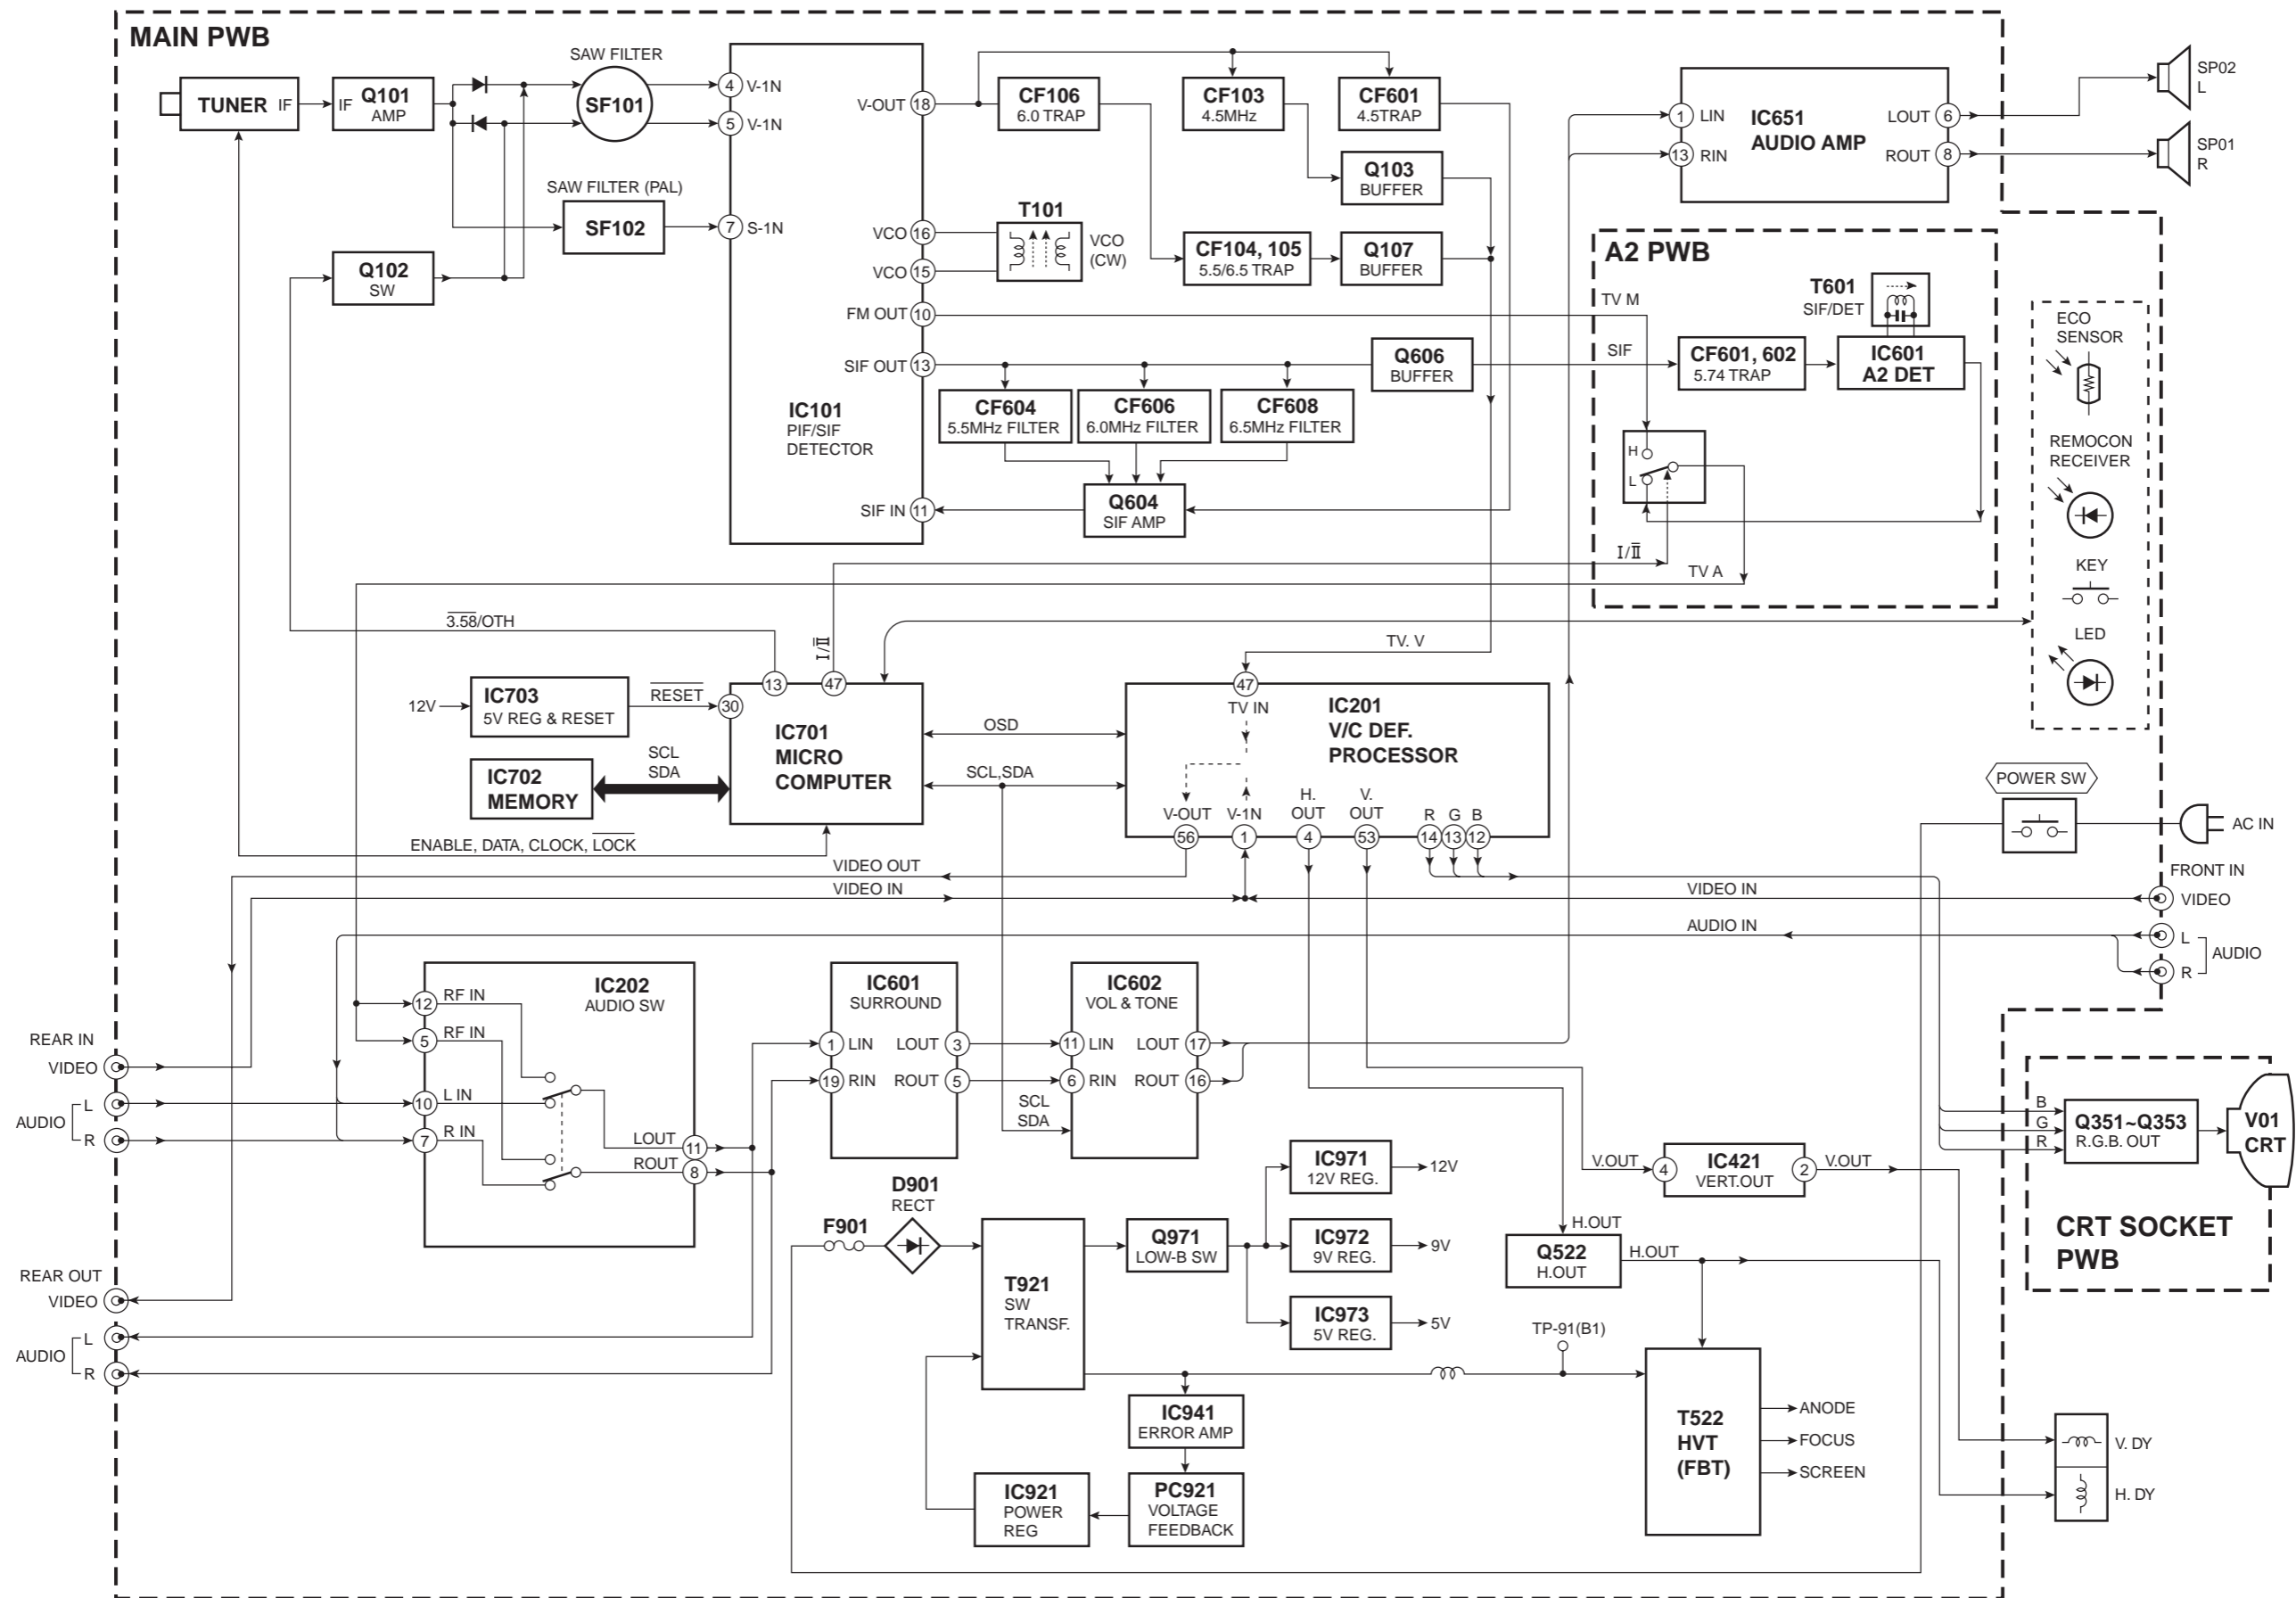 MAIN PWB
TUNER IF
IF Q101
AMP
SAW FILTER
SF101
SAW FILTER (PAL)
SF102
Q102
SW
4 V-1N
5 V-1N
7 S-1N
V-OUT 18
VCO 16
VCO 15
FM OUT 10
SIF OUT 13
SIF IN 11
IC101
PIF/SIF
DETECTOR
CF106
6.0 TRAP
CF103
4.5MHz
CF601
4.5TRAP
Q103
BUFFER
T101
VCO
(CW)
CF104, 105
5.5/6.5 TRAP
Q107
BUFFER
Q606
BUFFER
CF604
5.5MHz FILTER
CF606
6.0MHz FILTER
CF608
6.5MHz FILTER
Q604
SIF AMP
1 LIN
13 RIN
IC651
AUDIO AMP
LOUT 6
ROUT 8
SP02
L
SP01
R
A2 PWB
TV M
SIF
T601
SIF/DET
CF601, 602
5.74 TRAP
IC601
A2 DET
H
L
I/I̅I̅
TV A
ECO
SENSOR
REMOCON
RECEIVER
KEY
LED
3.58/OTH
I/I̅I̅
TV. V
12V
IC703
5V REG & RESET
RESET
13
47
30
IC701
MICRO
COMPUTER
IC702
MEMORY
SCL
SDA
OSD
SCL,SDA
ENABLE, DATA, CLOCK, LOCK
47
TV IN
IC201
V/C DEF.
PROCESSOR
V-OUT
56
V-1N
1
H.
OUT
4
V.
OUT
53
R G B
14 13 12
POWER SW
AC IN
VIDEO OUT
VIDEO IN
VIDEO IN
FRONT IN
VIDEO
AUDIO IN
L
R
AUDIO
REAR IN
VIDEO
AUDIO
L
R
IC202
AUDIO SW
12 RF IN
5 RF IN
10 L IN
7 R IN
LOUT 11
ROUT 8
IC601
SURROUND
1 LIN
19 RIN
LOUT 3
ROUT 5
IC602
VOL & TONE
11 LIN
6 RIN
LOUT 17
ROUT 16
SCL
SDA
REAR OUT
VIDEO
AUDIO
L
R
F901
D901
RECT
T921
SW
TRANSF.
Q971
LOW-B SW
IC971
12V REG.
12V
IC972
9V REG.
9V
IC973
5V REG.
5V
IC941
ERROR AMP
PC921
VOLTAGE
FEEDBACK
IC921
POWER
REG
TP-91(B1)
H.OUT
Q522
H.OUT
H.OUT
V.OUT 4
IC421
VERT.OUT
2 V.OUT
T522
HVT
(FBT)
ANODE
FOCUS
SCREEN
B
G
R
Q351~Q353
R.G.B. OUT
V01
CRT
CRT SOCKET
PWB
V. DY
H. DY